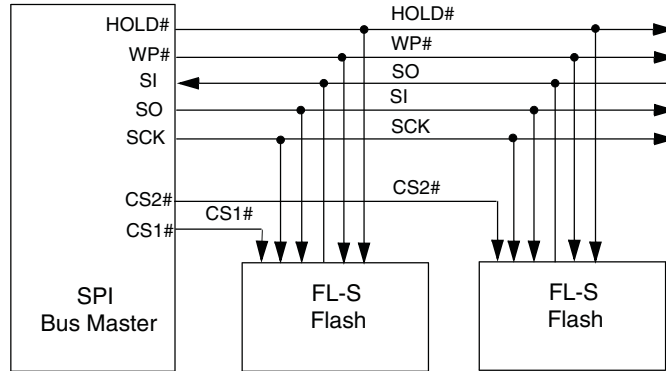 HOLD#
HOLD#
WP#
WP#
SI
SO
SO
SI
SCK
SCK
CS2#
CS2#
CS1#
CS1#
SPI
Bus Master
FL-S
Flash
FL-S
Flash